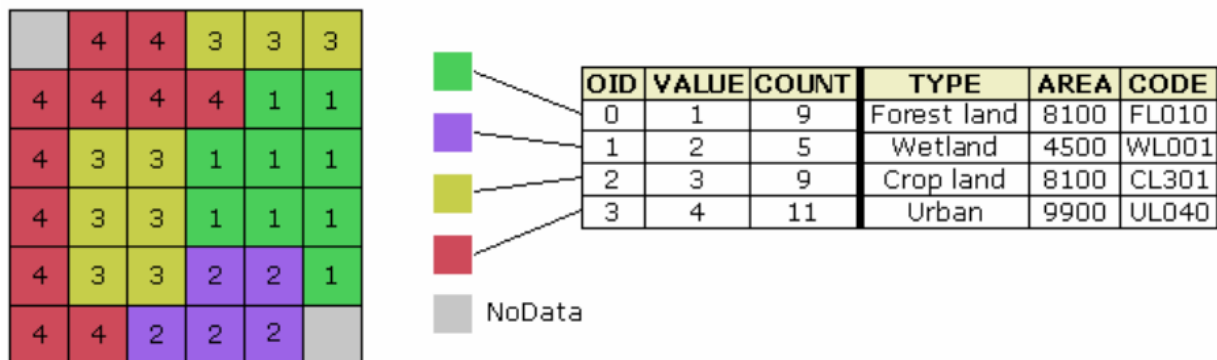 4 4 3 3 3
4 4 4 4 1 1
4 3 3 1 1 1
4 3 3 1 1 1
4 3 3 2 2 1
4 4 2 2 2
OID VALUE COUNT TYPE AREA CODE
0 1 9 Forest land 8100 FL010
1 2 5 Wetland 4500 WL001
2 3 9 Crop land 8100 CL301
3 4 11 Urban 9900 UL040
NoData